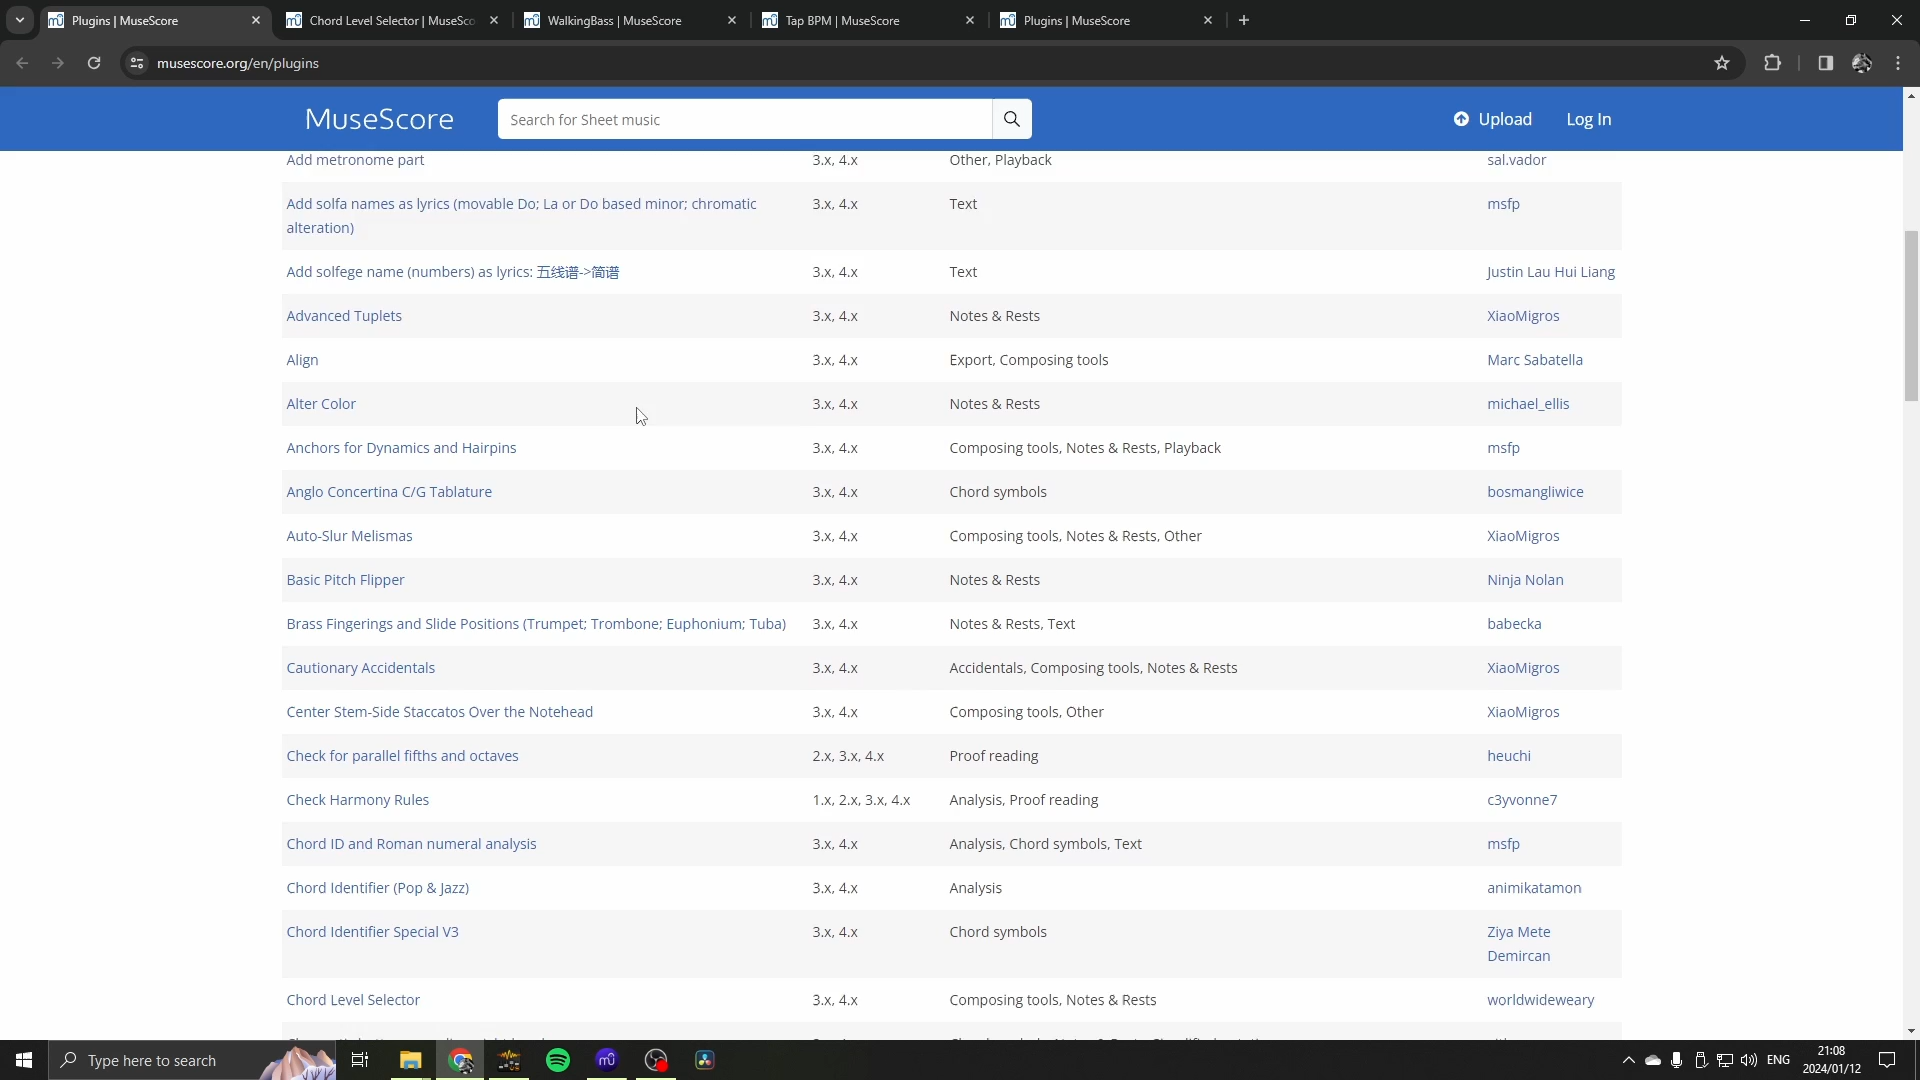 Plugins | MuseScore
Chord Level Selector | MuseSco
WalkingBass | MuseScore
Tap BPM | MuseScore
Plugins | MuseScore
musescore.org/en/plugins
MuseScore
Search for Sheet music
Upload
Log In
Add metronome part 3.x, 4.x Other, Playback sal.vador
Add solfa names as lyrics (movable Do; La or Do based minor; chromatic 3.x, 4.x Text msfp
alteration)
Add solfege name (numbers) as lyrics: 五线谱->简谱 3.x, 4.x Text Justin Lau Hui Liang
Advanced Tuplets 3.x, 4.x Notes & Rests XiaoMigros
Align 3.x, 4.x Export, Composing tools Marc Sabatella
Alter Color 3.x, 4.x Notes & Rests michael_ellis
Anchors for Dynamics and Hairpins 3.x, 4.x Composing tools, Notes & Rests, Playback msfp
Anglo Concertina C/G Tablature 3.x, 4.x Chord symbols bosmangliwice
Auto-Slur Melismas 3.x, 4.x Composing tools, Notes & Rests, Other XiaoMigros
Basic Pitch Flipper 3.x, 4.x Notes & Rests Ninja Nolan
Brass Fingerings and Slide Positions (Trumpet; Trombone; Euphonium; Tuba) 3.x, 4.x Notes & Rests, Text babecka
Cautionary Accidentals 3.x, 4.x Accidentals, Composing tools, Notes & Rests XiaoMigros
Center Stem-Side Staccatos Over the Notehead 3.x, 4.x Composing tools, Other XiaoMigros
Check for parallel fifths and octaves 2.x, 3.x, 4.x Proof reading heuchi
Check Harmony Rules 1.x, 2.x, 3.x, 4.x Analysis, Proof reading c3yvonne7
Chord ID and Roman numeral analysis 3.x, 4.x Analysis, Chord symbols, Text msfp
Chord Identifier (Pop & Jazz) 3.x, 4.x Analysis animikatamon
Chord Identifier Special V3 3.x, 4.x Chord symbols Ziya Mete
Demircan
Chord Level Selector 3.x, 4.x Composing tools, Notes & Rests worldwideweary
Type here to search
ENG
21:08
2024/01/12